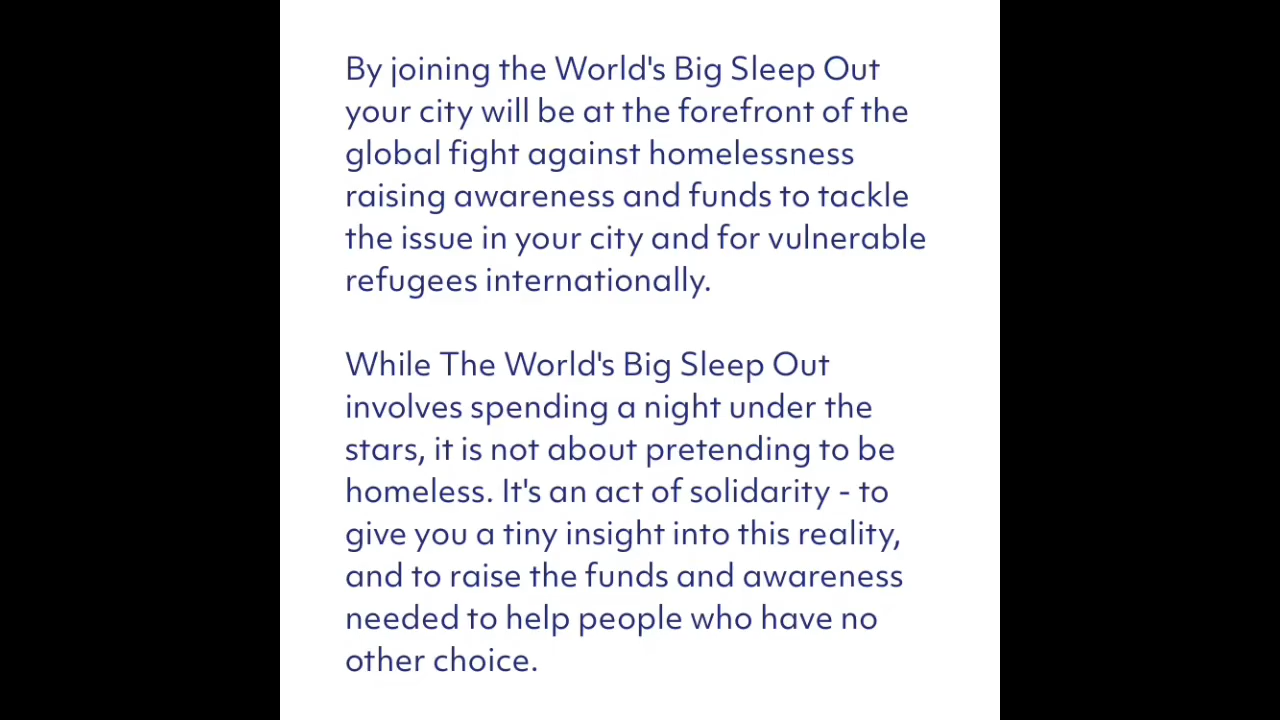 By joining the World's Big Sleep Out
your city will be at the forefront of the
global fight against homelessness
raising awareness and funds to tackle
the issue in your city and for vulnerable
refugees internationally.
While The World's Big Sleep Out
involves spending a night under the
stars, it is not about pretending to be
homeless. It's an act of solidarity - to
give you a tiny insight into this reality,
and to raise the funds and awareness
needed to help people who have no
other choice.